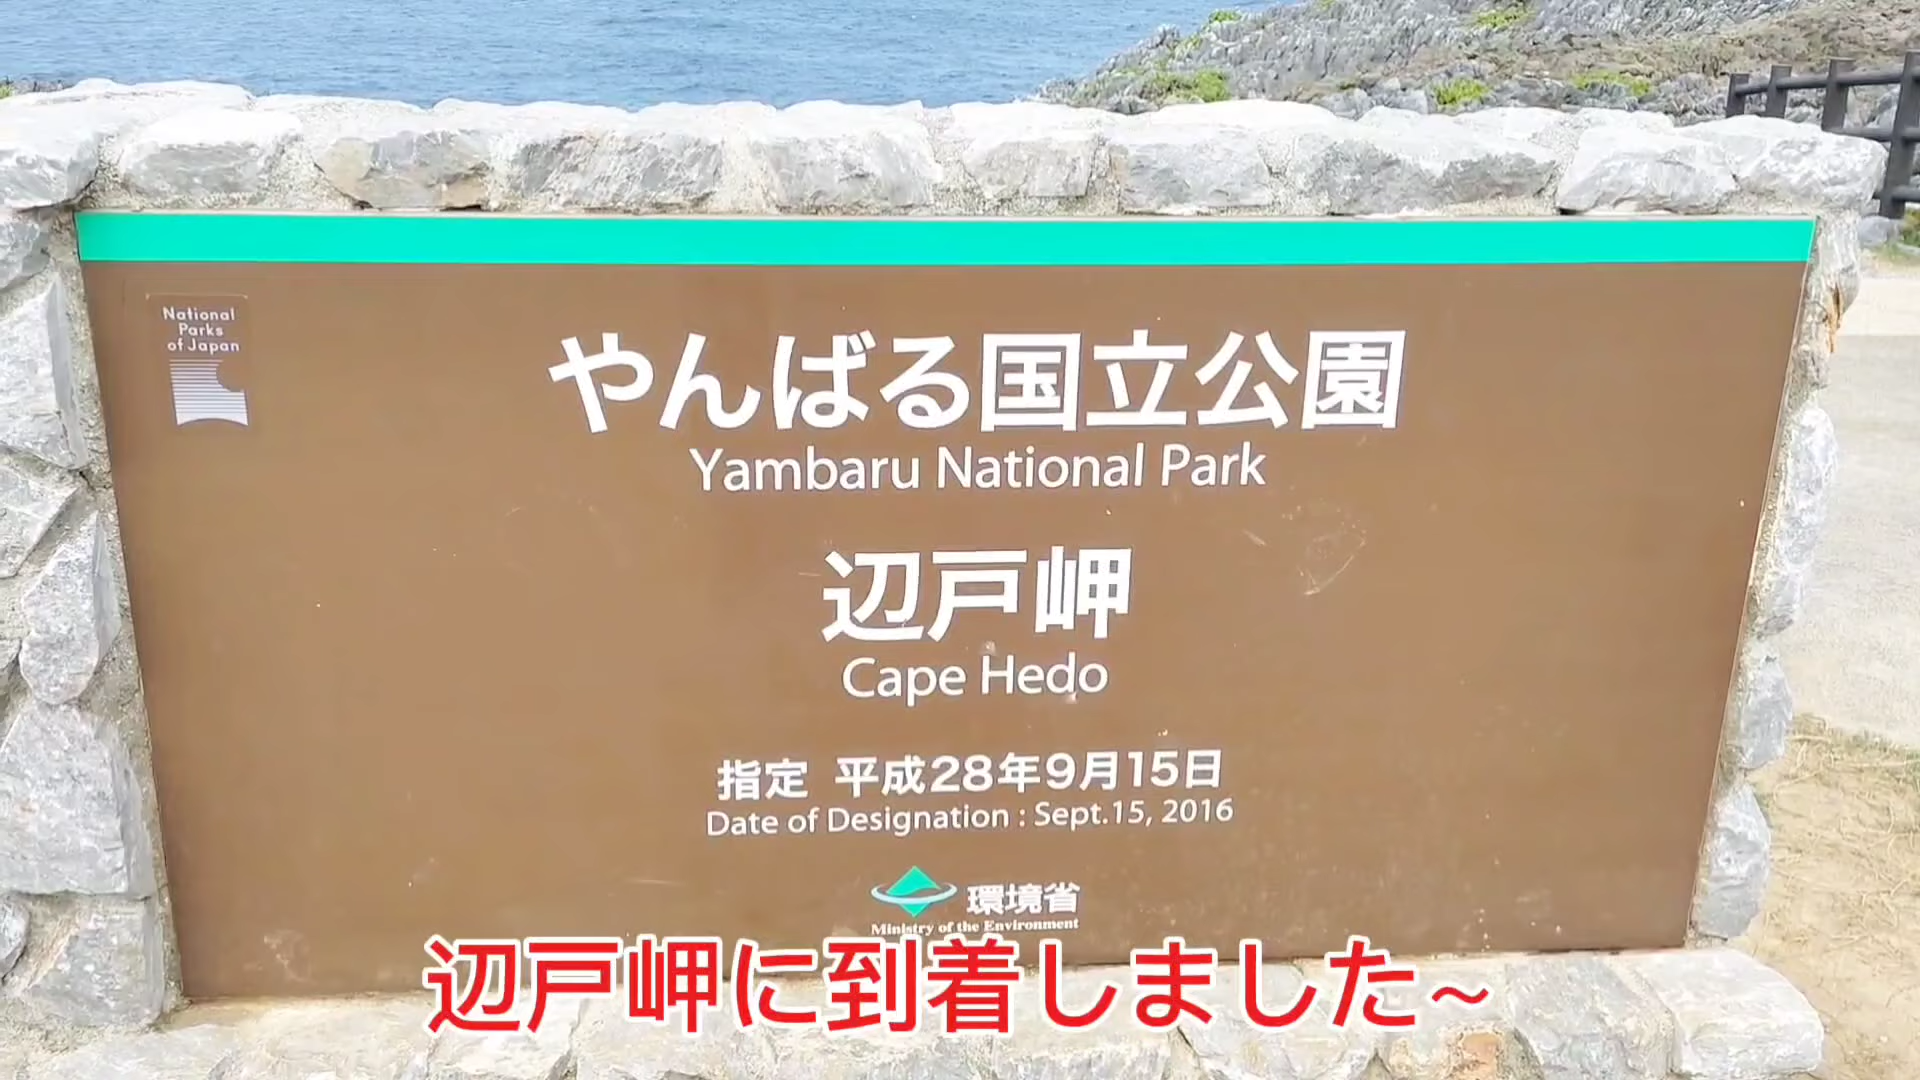 National
Parks
of Japan
やんばる国立公園
Yambaru National Park
辺戸岬
Cape Hedo
指定 平成28年9月15日
Date of Designation : Sept.15, 2016
環境省
Ministry of the Environment
辺戸岬に到着しました~